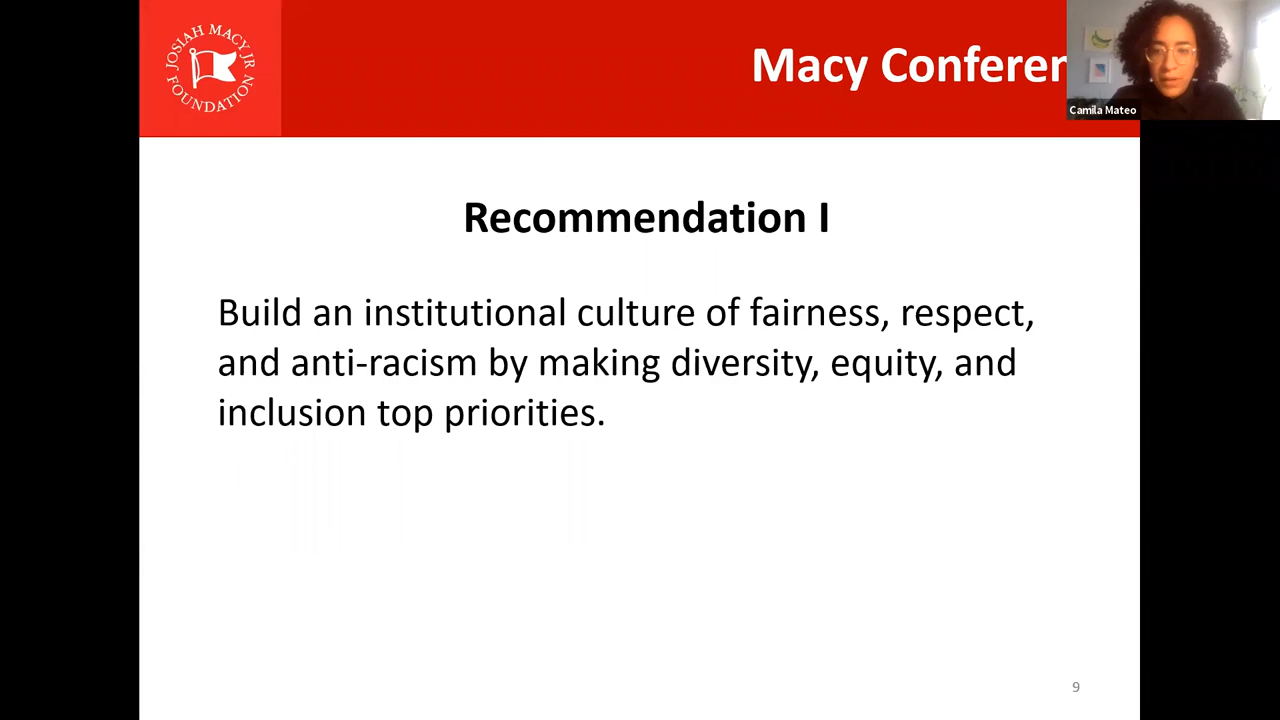 JOSIAH MACY JR
FOUNDATION
Macy Conferen
Camila Mateo
Recommendation I
Build an institutional culture of fairness, respect,
and anti-racism by making diversity, equity, and
inclusion top priorities.
9